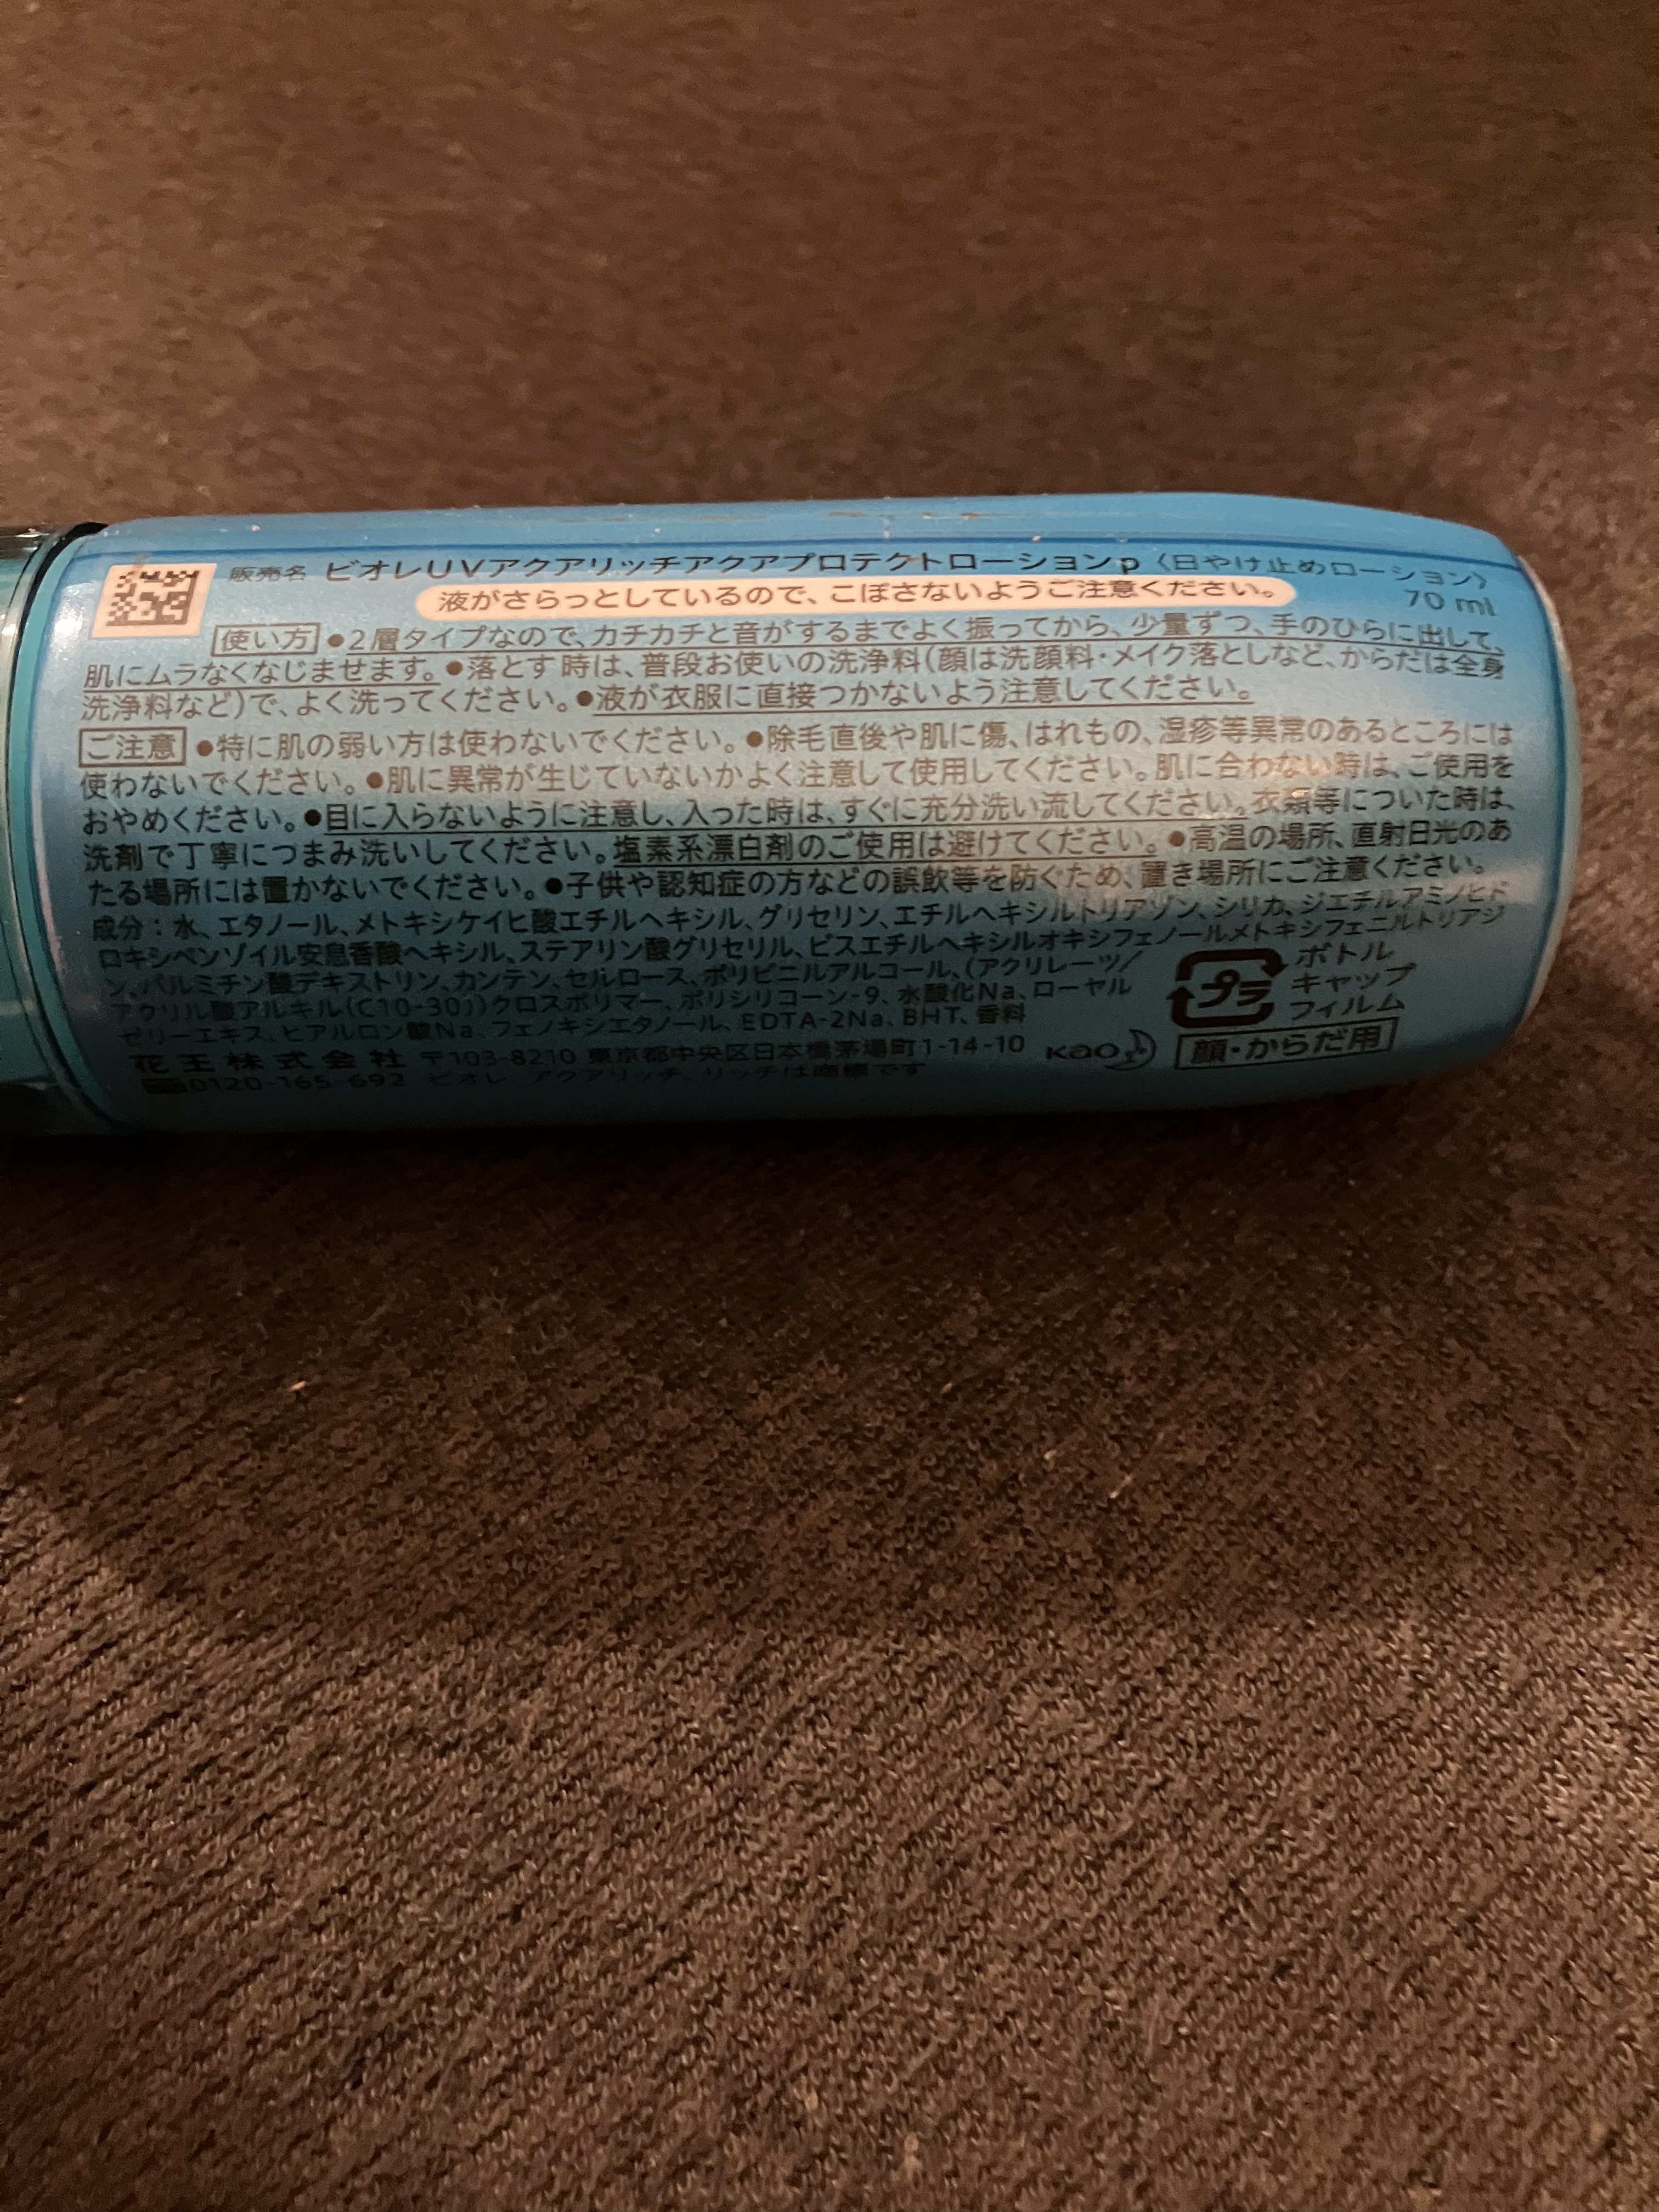 販売名 ビオレUVアクアリッチアクアプロテクトローションp〈日やけ止めローション〉
70 ml
液がさらっとしているので、こぼさないようご注意ください。
使い方 ●2層タイプなので、カチカチと音がするまでよく振ってから、少量ずつ、手のひらに出して、
肌にムラなくなじませます。●落とす時は、普段お使いの洗浄料(顔は洗顔料・メイク落としなど、からだは全身
洗浄料など)で、よく洗ってください。●液が衣服に直接つかないよう注意してください。
ご注意 ●特に肌の弱い方は使わないでください。●除毛直後や肌に傷、はれもの、湿疹等異常のあるところには
使わないでください。●肌に異常が生じていないかよく注意して使用してください。肌に合わない時は、ご使用を
おやめください。●目に入らないように注意し、入った時は、すぐに充分洗い流してください。衣類等についた時は、
洗剤で丁寧につまみ洗いしてください。塩素系漂白剤のご使用は避けてください。●高温の場所、直射日光のあ
たる場所には置かないでください。●子供や認知症の方などの誤飲等を防ぐため、置き場所にご注意ください。
成分：水、エタノール、メトキシケイヒ酸エチルヘキシル、グリセリン、エチルヘキシルトリアゾン、シリカ、ジエチルアミノヒド
ロキシベンゾイル安息香酸ヘキシル、ステアリン酸グリセリル、ビスエチルヘキシルオキシフェノールメトキシフェニルトリアジ
ン、パルミチン酸デキストリン、カンテン、セルロース、ポリビニルアルコール、(アクリレーツ/
アクリル酸アルキル(C10-30))クロスポリマー、ポリシリコーン-9、水酸化Na、ローヤル
ゼリーエキス、ヒアルロン酸Na、フェノキシエタノール、EDTA-2Na、BHT、香料
プラ
ボトル
キャップ
フィルム
花王株式会社 〒103-8210 東京都中央区日本橋茅場町1-14-10
0120-165-692 ビオレ アクアリッチ、リッチは商標です
Kao
顔・からだ用